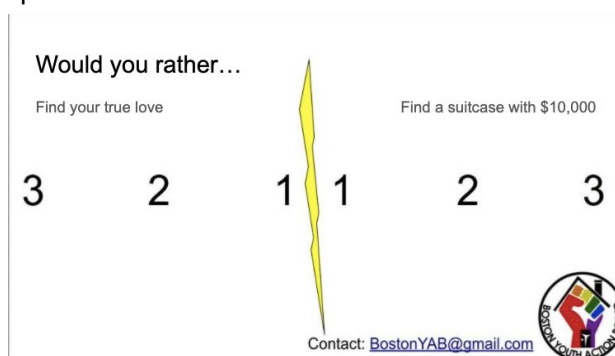 Would you rather…
Find your true love
Find a suitcase with $10,000
3 2 1 1 2 3
Contact: BostonYAB@gmail.com
BOSTON YOUTH ACTION